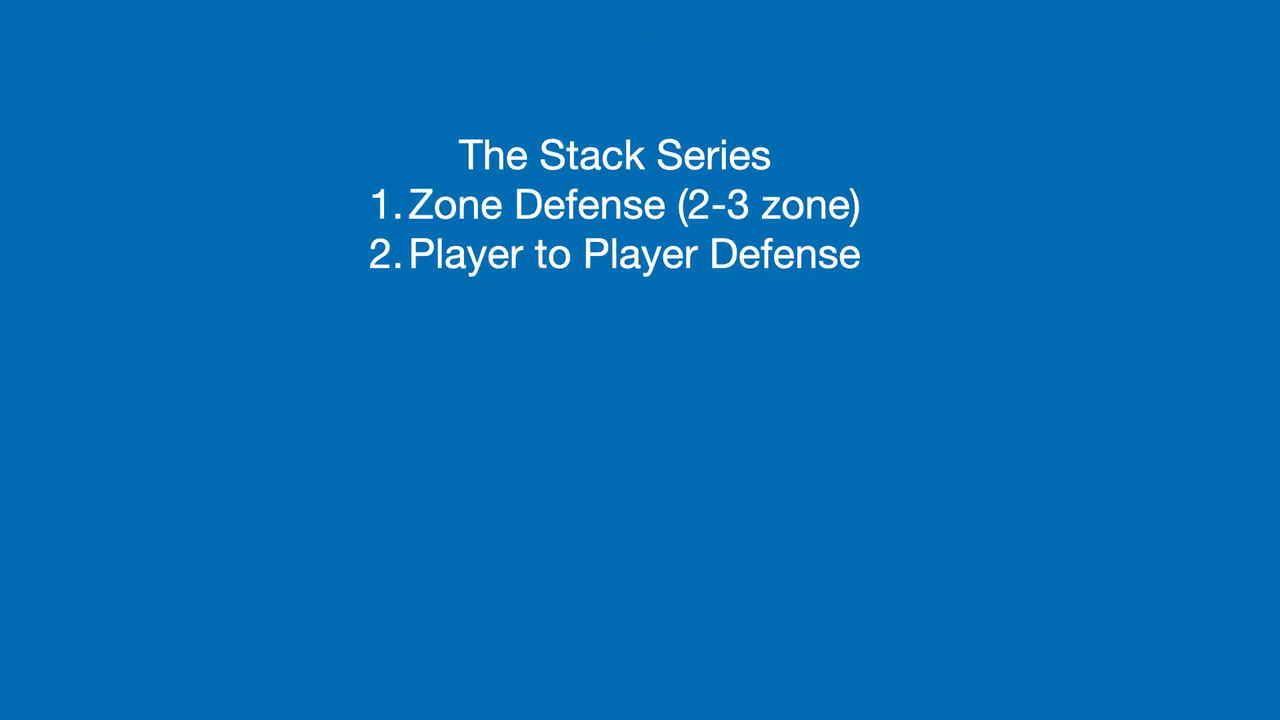 The Stack Series
1. Zone Defense (2-3 zone)
2. Player to Player Defense